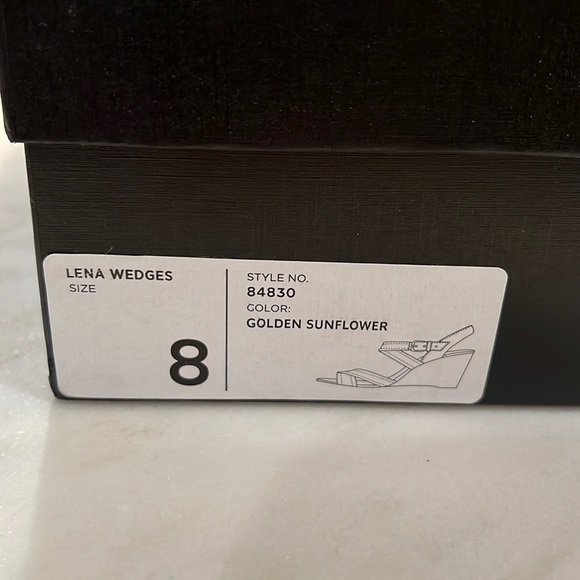 LENA WEDGES
SIZE
8
STYLE NO.
84830
COLOR:
GOLDEN SUNFLOWER